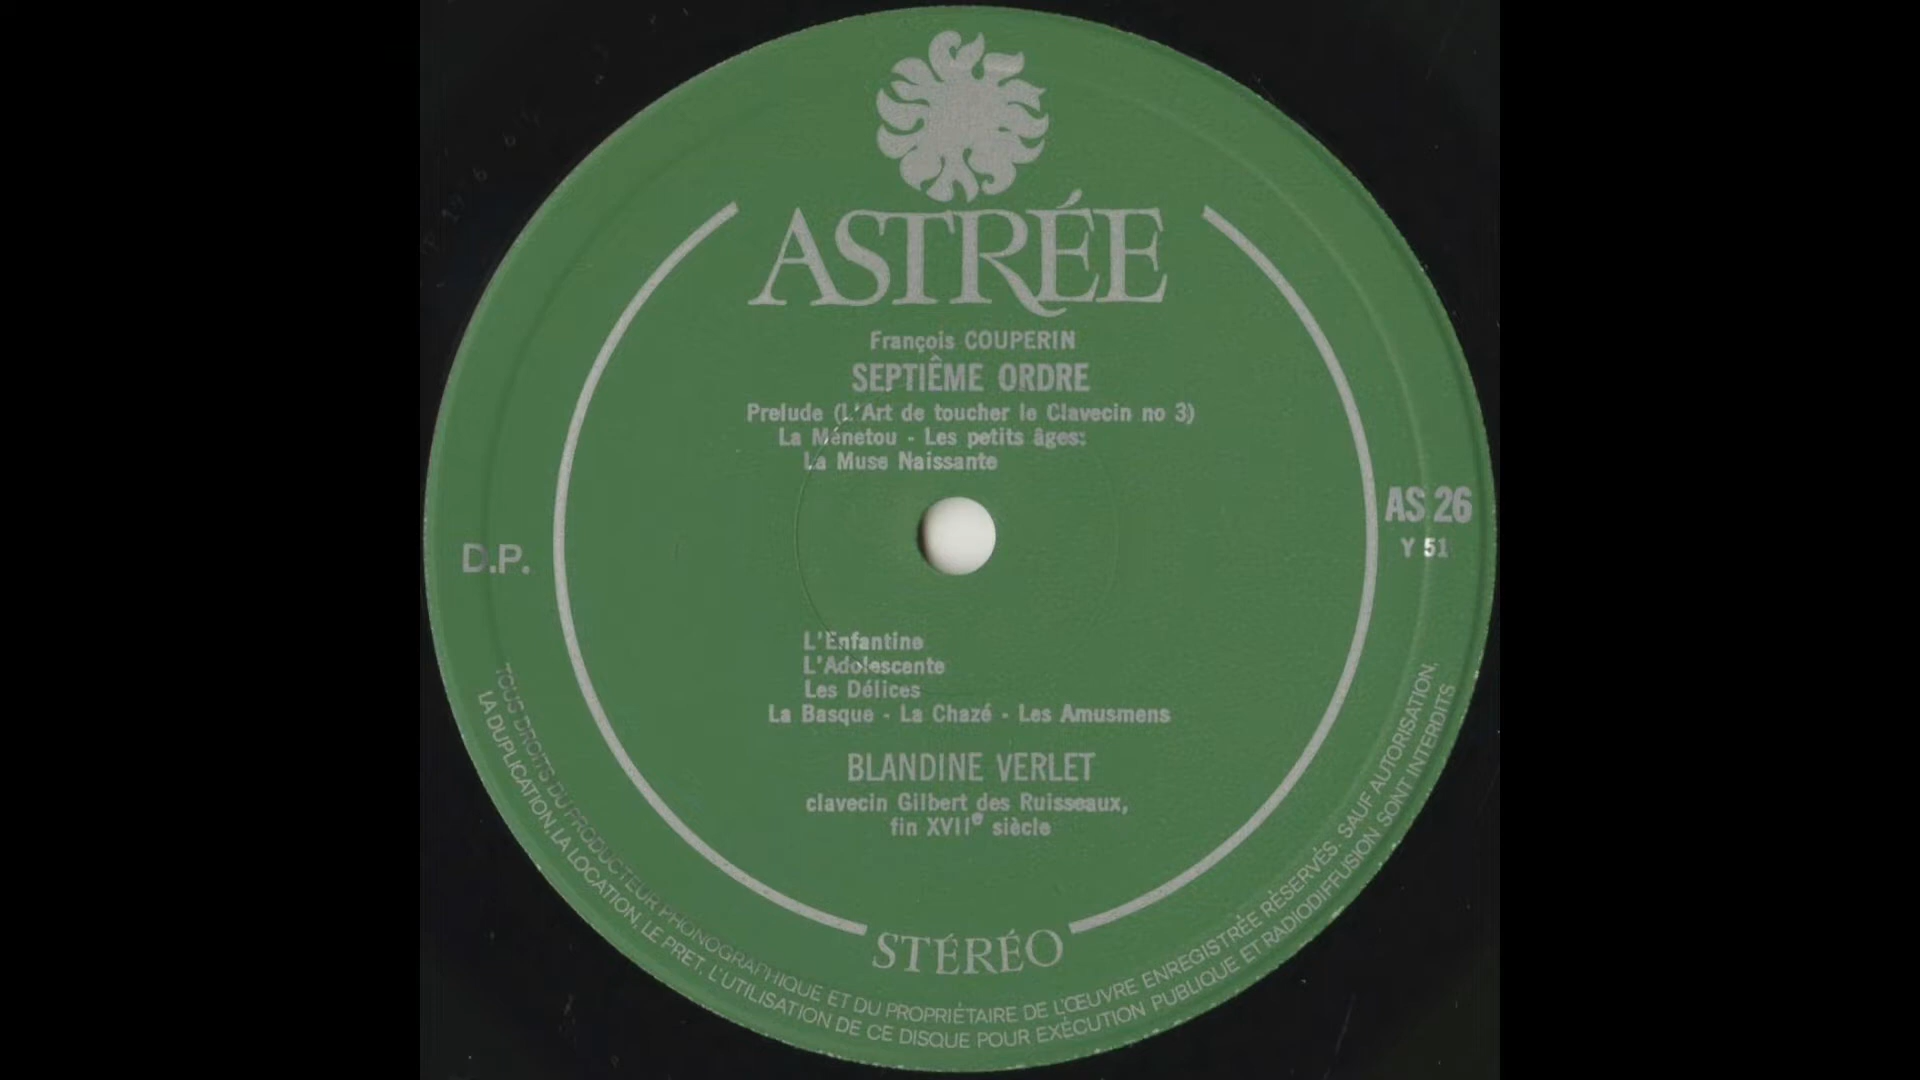 ASTRÉE
François COUPERIN
SEPTIÊME ORDRE
Prelude (L'Art de toucher le Clavecin no 3)
La Ménetou - Les petits âges:
La Muse Naissante
AS 26
Y 51
D.P.
L'Enfantine
L'Adolescente
Les Délices
La Basque - La Chazé - Les Amusmens
BLANDINE VERLET
clavecin Gilbert des Ruisseaux,
fin XVIIe siècle
STÉRÉO
TOUS DROITS DU PRODUCTEUR PHONOGRAPHIQUE ET DU PROPRIÉTAIRE DE L'ŒUVRE ENREGISTRÉE RÉSERVÉS. SAUF AUTORISATION,
LA DUPLICATION, LA LOCATION, LE PRET, L'UTILISATION DE CE DISQUE POUR EXÉCUTION PUBLIQUE ET RADIODIFFUSION SONT INTERDITS